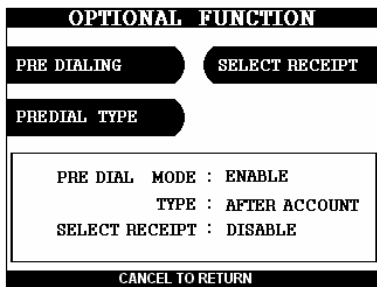 OPTIONAL FUNCTION
PRE DIALING
SELECT RECEIPT
PREDIAL TYPE
PRE DIAL MODE : ENABLE
TYPE : AFTER ACCOUNT
SELECT RECEIPT : DISABLE
CANCEL TO RETURN